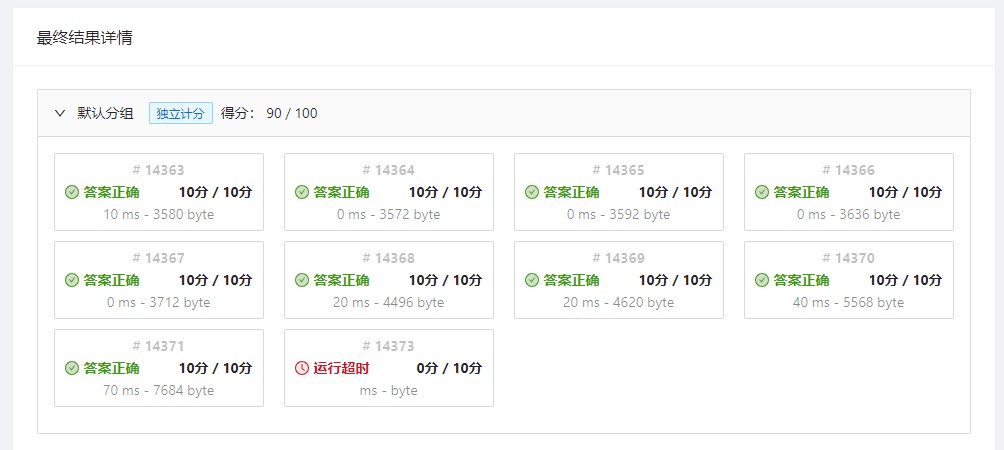 最终结果详情
默认分组 独立计分 得分： 90 / 100
# 14363 # 14364 # 14365 # 14366
答案正确 10分 / 10分 答案正确 10分 / 10分 答案正确 10分 / 10分 答案正确 10分 / 10分
10 ms - 3580 byte 0 ms - 3572 byte 0 ms - 3592 byte 0 ms - 3636 byte
# 14367 # 14368 # 14369 # 14370
答案正确 10分 / 10分 答案正确 10分 / 10分 答案正确 10分 / 10分 答案正确 10分 / 10分
0 ms - 3712 byte 20 ms - 4496 byte 20 ms - 4620 byte 40 ms - 5568 byte
# 14371 # 14373
答案正确 10分 / 10分 运行超时 0分 / 10分
70 ms - 7684 byte ms - byte